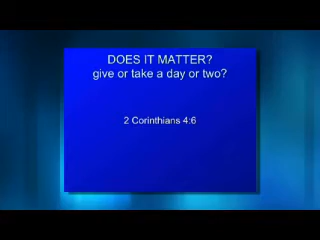 DOES IT MATTER?
give or take a day or two?
2 Corinthians 4:6